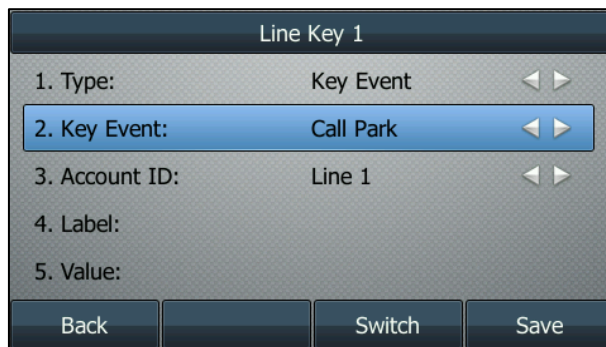 Line Key 1
1. Type: Key Event
2. Key Event: Call Park
3. Account ID: Line 1
4. Label:
5. Value:
Back Switch Save